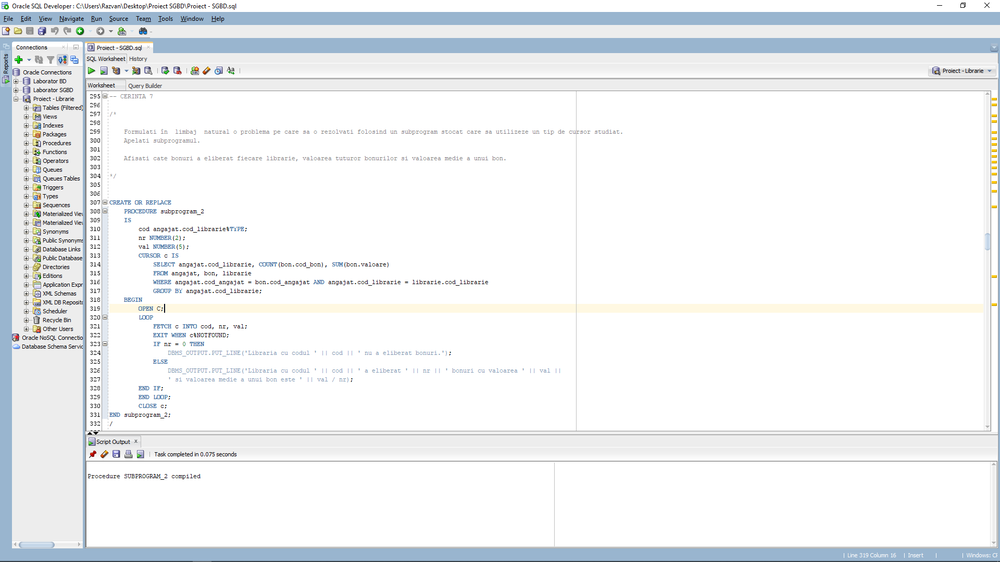 Oracle SQL Developer : C:\Users\Razvan\Desktop\Proiect SGBD\Proiect - SGBD.sql
File Edit View Navigate Run Source Team Tools Window Help
Reports
Connections
Oracle Connections
Laborator BD
Laborator SGBD
Proiect - Librarie
Tables (Filtered)
Views
Indexes
Packages
Procedures
Functions
Operators
Queues
Queues Tables
Triggers
Types
Sequences
Materialized Vie
Materialized Vie
Synonyms
Public Synonyms
Database Links
Public Database
Directories
Editions
Application Expr
XML Schemas
XML DB Reposito
Scheduler
Recycle Bin
Other Users
Oracle NoSQL Connectio
Database Schema Servic
Proiect - SGBD.sql
SQL Worksheet History
Proiect - Librarie
Worksheet Query Builder
295 -- CERINTA 7
296
297 /*
298
299 Formulati în limbaj natural o problema pe care sa o rezolvati folosind un subprogram stocat care sa utilizeze un tip de cursor studiat.
300 Apelati subprogramul.
301
302 Afisati cate bonuri a eliberat fiecare librarie, valoarea tuturor bonurilor si valoarea medie a unui bon.
303
304 */
305
306
307 CREATE OR REPLACE
308 PROCEDURE subprogram_2
309 IS
310 cod angajat.cod_librarie%TYPE;
311 nr NUMBER(2);
312 val NUMBER(5);
313 CURSOR c IS
314 SELECT angajat.cod_librarie, COUNT(bon.cod_bon), SUM(bon.valoare)
315 FROM angajat, bon, librarie
316 WHERE angajat.cod_angajat = bon.cod_angajat AND angajat.cod_librarie = librarie.cod_librarie
317 GROUP BY angajat.cod_librarie;
318 BEGIN
319 OPEN C;
320 LOOP
321 FETCH c INTO cod, nr, val;
322 EXIT WHEN c%NOTFOUND;
323 IF nr = 0 THEN
324 DBMS_OUTPUT.PUT_LINE('Libraria cu codul ' || cod || ' nu a eliberat bonuri.');
325 ELSE
326 DBMS_OUTPUT.PUT_LINE('Libraria cu codul ' || cod || ' a eliberat ' || nr || ' bonuri cu valoarea ' || val ||
327 ' si valoarea medie a unui bon este ' || val / nr);
328 END IF;
329 END LOOP;
330 CLOSE c;
331 END subprogram_2;
332 /
Script Output
Task completed in 0.075 seconds
Procedure SUBPROGRAM_2 compiled
Line 319 Column 16 | Insert | | Windows: CF